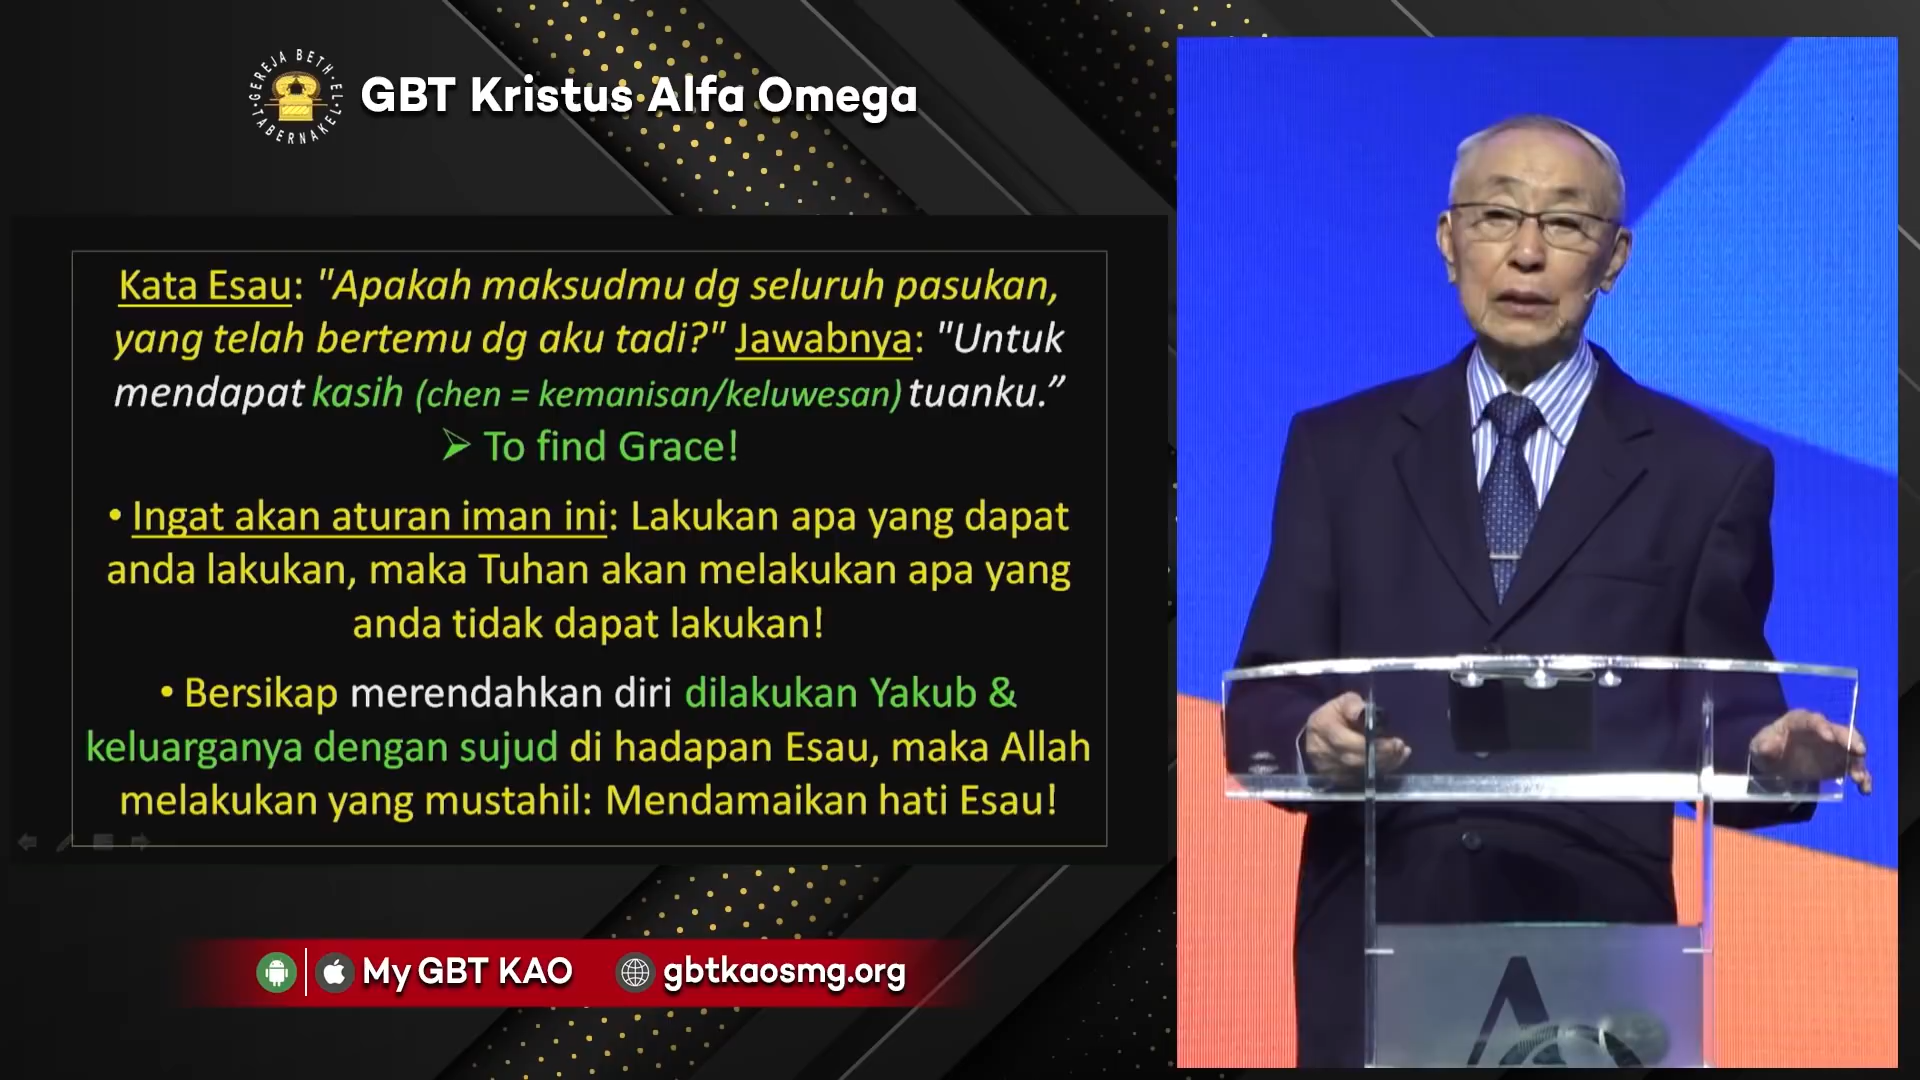 GEREJA BETH-EL TABERNAKEL
GBT Kristus Alfa Omega
Kata Esau: "Apakah maksudmu dg seluruh pasukan,
yang telah bertemu dg aku tadi?" Jawabnya: "Untuk
mendapat kasih (chen = kemanisan/keluwesan) tuanku.”
➢ To find Grace!
• Ingat akan aturan iman ini: Lakukan apa yang dapat
anda lakukan, maka Tuhan akan melakukan apa yang
anda tidak dapat lakukan!
• Bersikap merendahkan diri dilakukan Yakub &
keluarganya dengan sujud di hadapan Esau, maka Allah
melakukan yang mustahil: Mendamaikan hati Esau!
My GBT KAO
gbtkaosmg.org